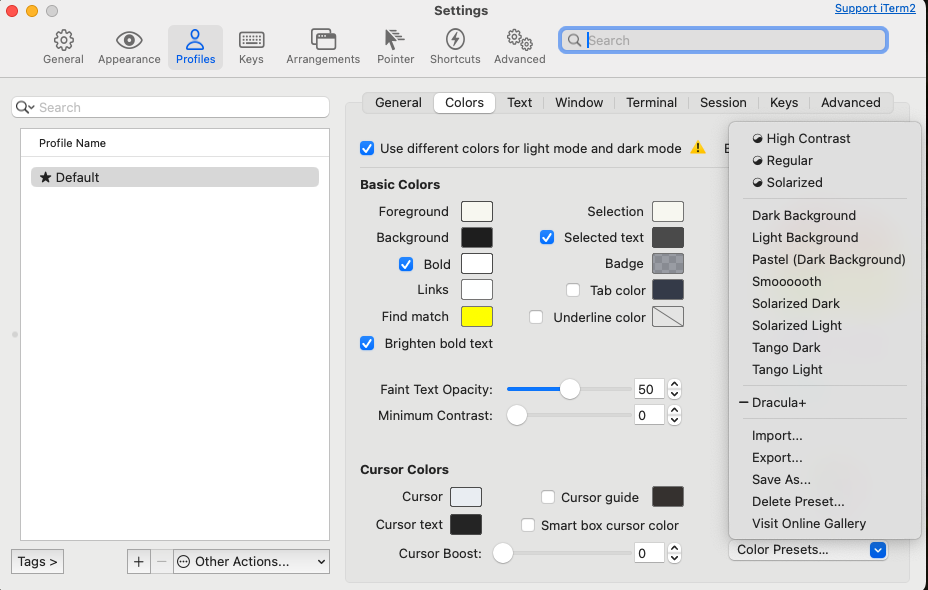 Settings
Support iTerm2
General
Appearance
Profiles
Keys
Arrangements
Pointer
Shortcuts
Advanced
Search
Search
Profile Name
★ Default
Tags >
+
−
Other Actions...
General
Colors
Text
Window
Terminal
Session
Keys
Advanced
Use different colors for light mode and dark mode
Basic Colors
Foreground
Selection
Background
Selected text
Bold
Badge
Links
Tab color
Find match
Underline color
Brighten bold text
Faint Text Opacity:
50
Minimum Contrast:
0
Cursor Colors
Cursor
Cursor guide
Cursor text
Smart box cursor color
Cursor Boost:
0
High Contrast
Regular
Solarized
Dark Background
Light Background
Pastel (Dark Background)
Smoooooth
Solarized Dark
Solarized Light
Tango Dark
Tango Light
Dracula+
Import...
Export...
Save As...
Delete Preset...
Visit Online Gallery
Color Presets...